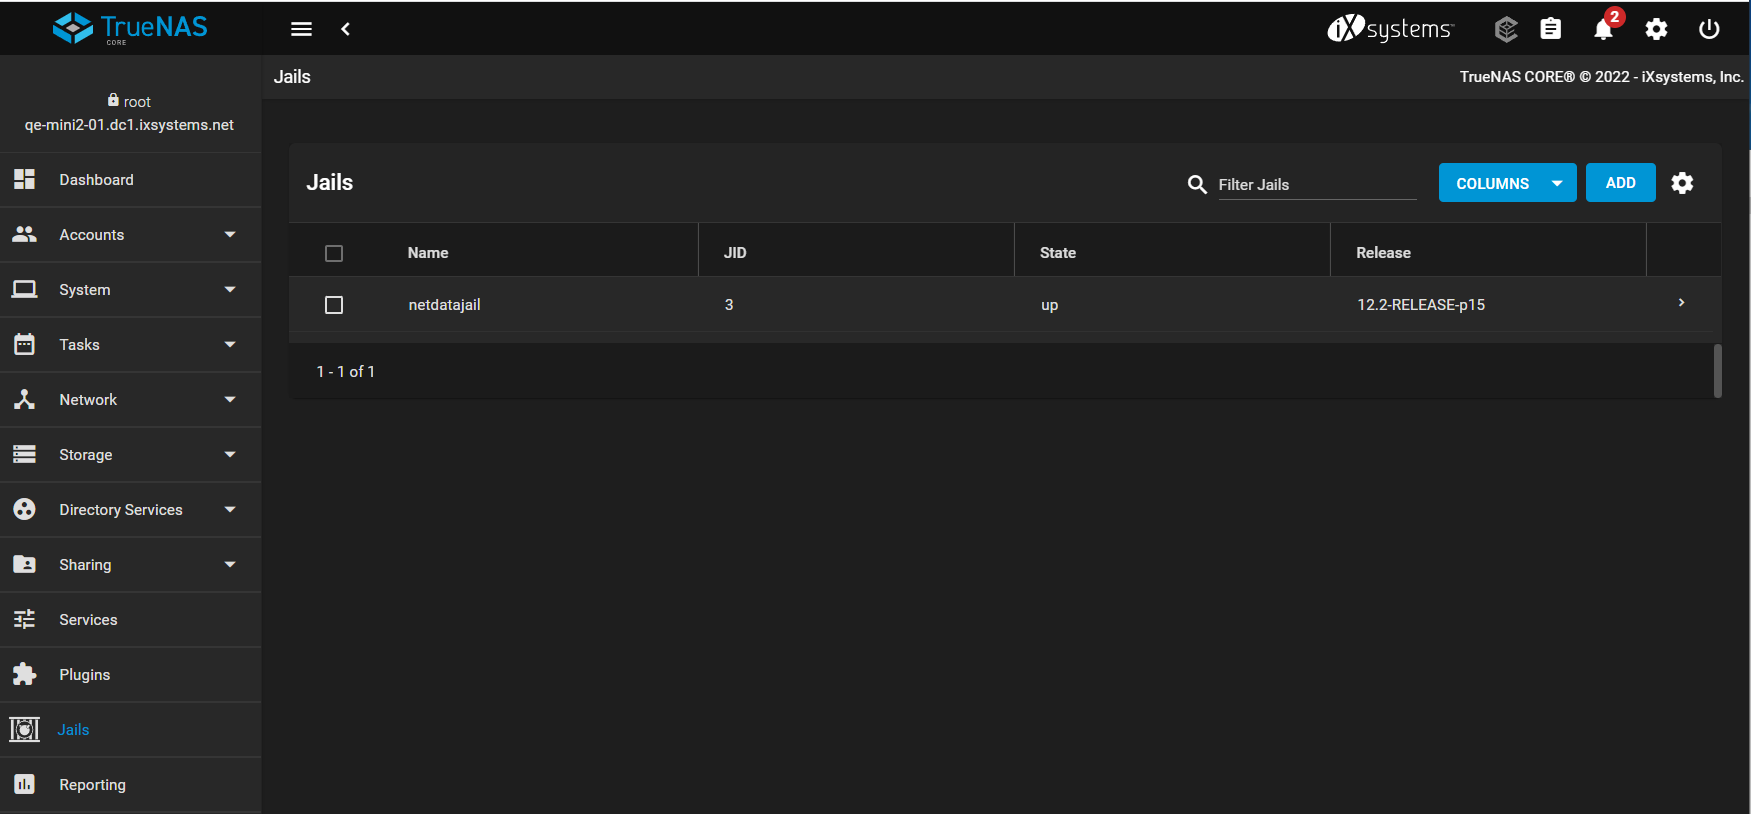 TrueNAS
CORE
iXsystems™
2
root
qe-mini2-01.dc1.ixsystems.net
Jails
TrueNAS CORE® © 2022 - iXsystems, Inc.
Dashboard
Accounts
System
Tasks
Network
Storage
Directory Services
Sharing
Services
Plugins
Jails
Reporting
Jails
Filter Jails
COLUMNS
ADD
Name JID State Release
netdatajail 3 up 12.2-RELEASE-p15
1 - 1 of 1